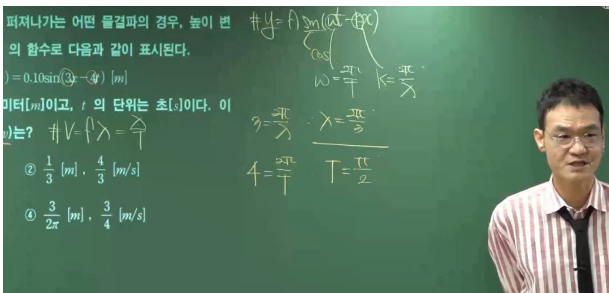 퍼져나가는 어떤 물결파의 경우, 높이 변
의 함수로 다음과 같이 표시된다.
) = 0.10sin(3x - 4t) [m]
미터[m]이고, t 의 단위는 초[s]이다. 이
v)는? #V=fλ=λ/T
② 1/3 [m], 4/3 [m/s]
④ 3/2π [m], 3/4 [m/s]
#y=A sin(ωt-kx)
cos
ω=2π/T K=2π/λ
3=2π/λ ∴ λ=2π/3
4=2π/T T=π/2